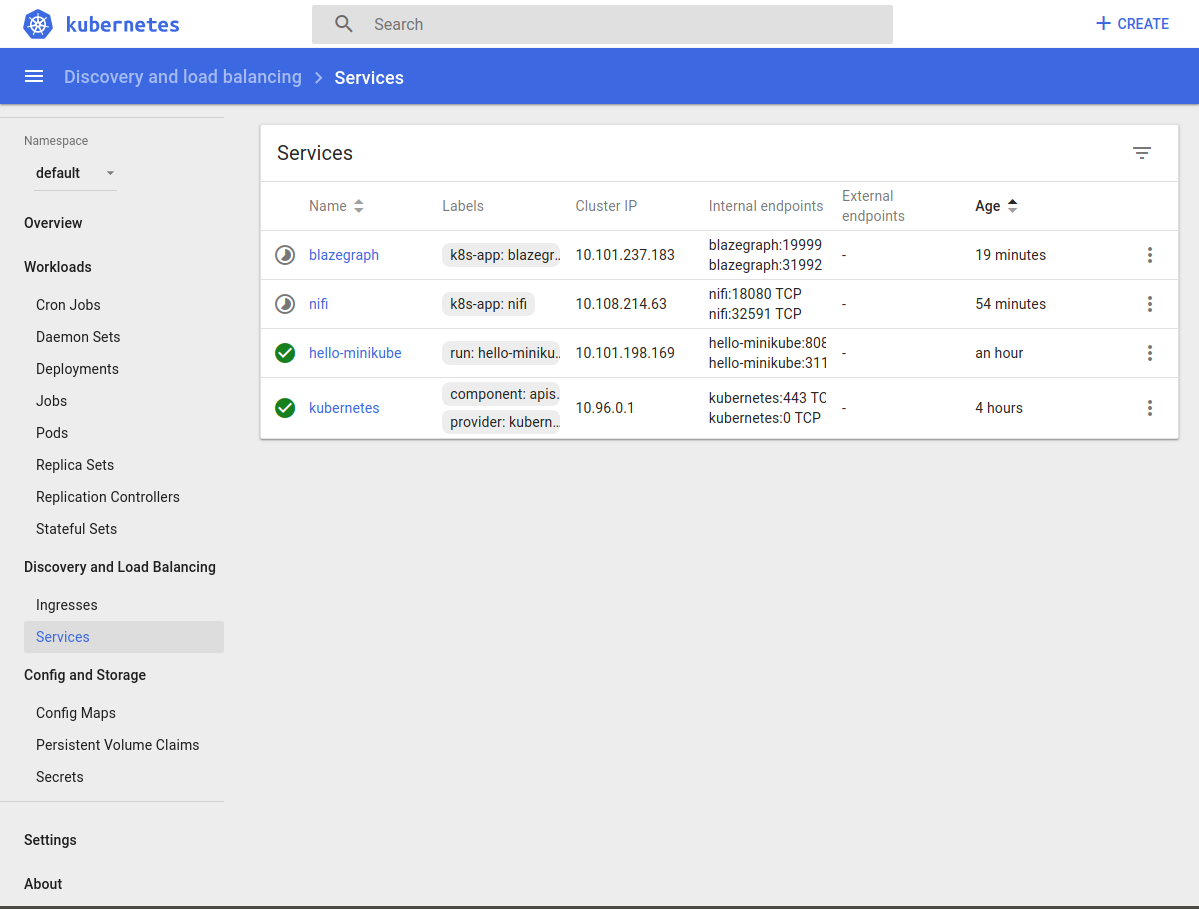 kubernetes
Search
CREATE
Discovery and load balancing > Services
Namespace
default
Overview
Workloads
Cron Jobs
Daemon Sets
Deployments
Jobs
Pods
Replica Sets
Replication Controllers
Stateful Sets
Discovery and Load Balancing
Ingresses
Services
Config and Storage
Config Maps
Persistent Volume Claims
Secrets
Settings
About
Services
Name Labels Cluster IP Internal endpoints External endpoints Age
blazegraph k8s-app: blazegr.. 10.101.237.183 blazegraph:19999 - 19 minutes
blazegraph:31992
nifi k8s-app: nifi 10.108.214.63 nifi:18080 TCP - 54 minutes
nifi:32591 TCP
hello-minikube run: hello-miniku.. 10.101.198.169 hello-minikube:808 - an hour
hello-minikube:311
kubernetes component: apis. 10.96.0.1 kubernetes:443 TC - 4 hours
provider: kubern... kubernetes:0 TCP